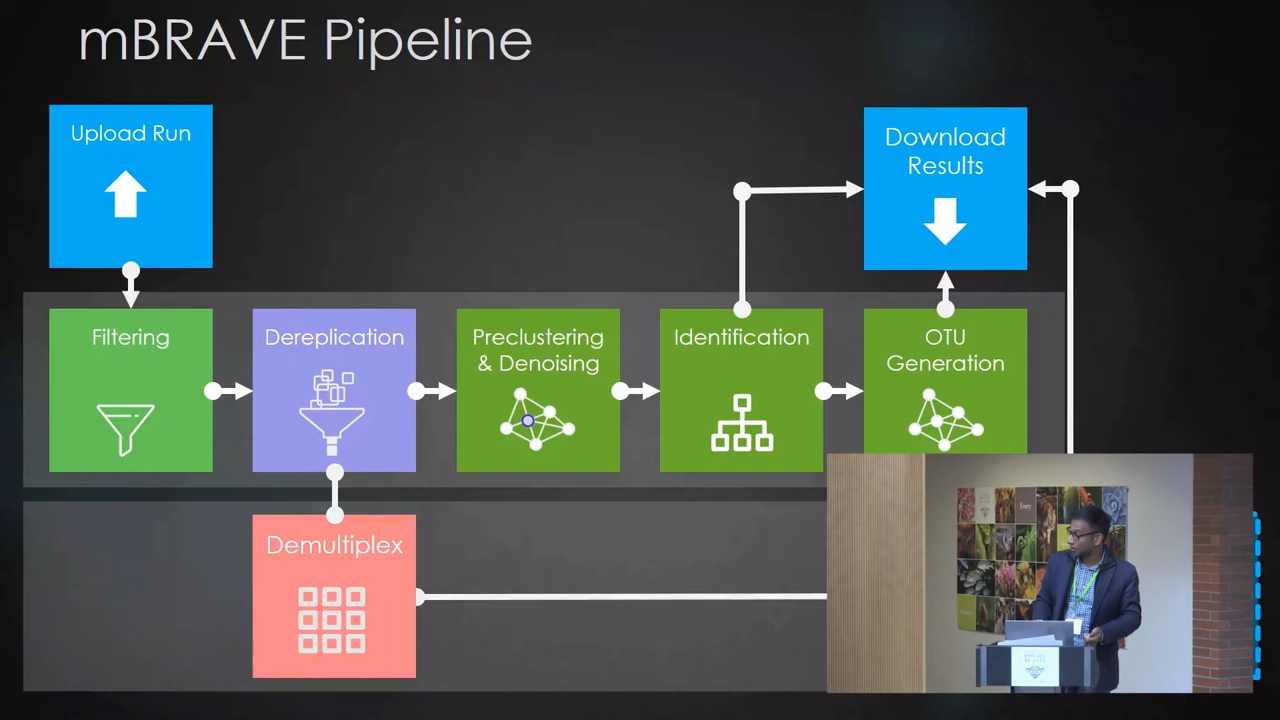 mBRAVE Pipeline
Upload Run
Download
Results
Filtering
Dereplication
Preclustering
& Denoising
Identification
OTU
Generation
Demultiplex